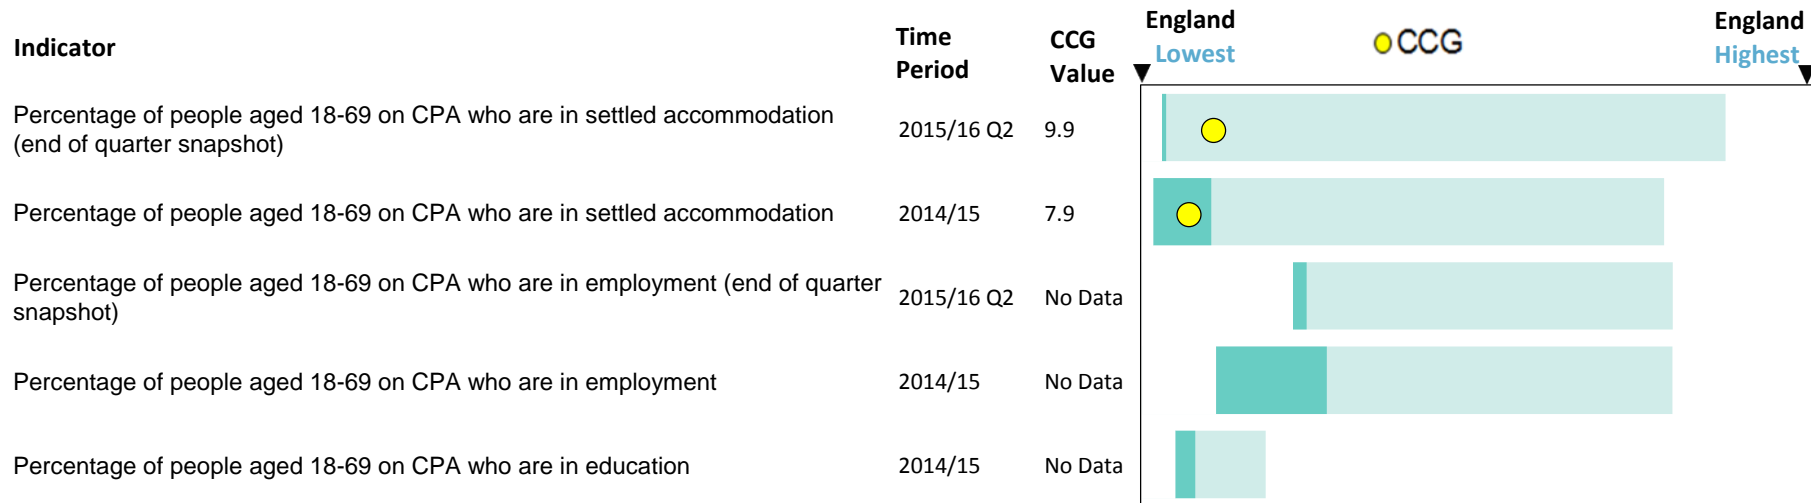 Indicator
Time Period
CCG Value
England Lowest
CCG
England Highest
Percentage of people aged 18-69 on CPA who are in settled accommodation
(end of quarter snapshot)
2015/16 Q2
9.9
Percentage of people aged 18-69 on CPA who are in settled accommodation
2014/15
7.9
Percentage of people aged 18-69 on CPA who are in employment (end of quarter
snapshot)
2015/16 Q2
No Data
Percentage of people aged 18-69 on CPA who are in employment
2014/15
No Data
Percentage of people aged 18-69 on CPA who are in education
2014/15
No Data